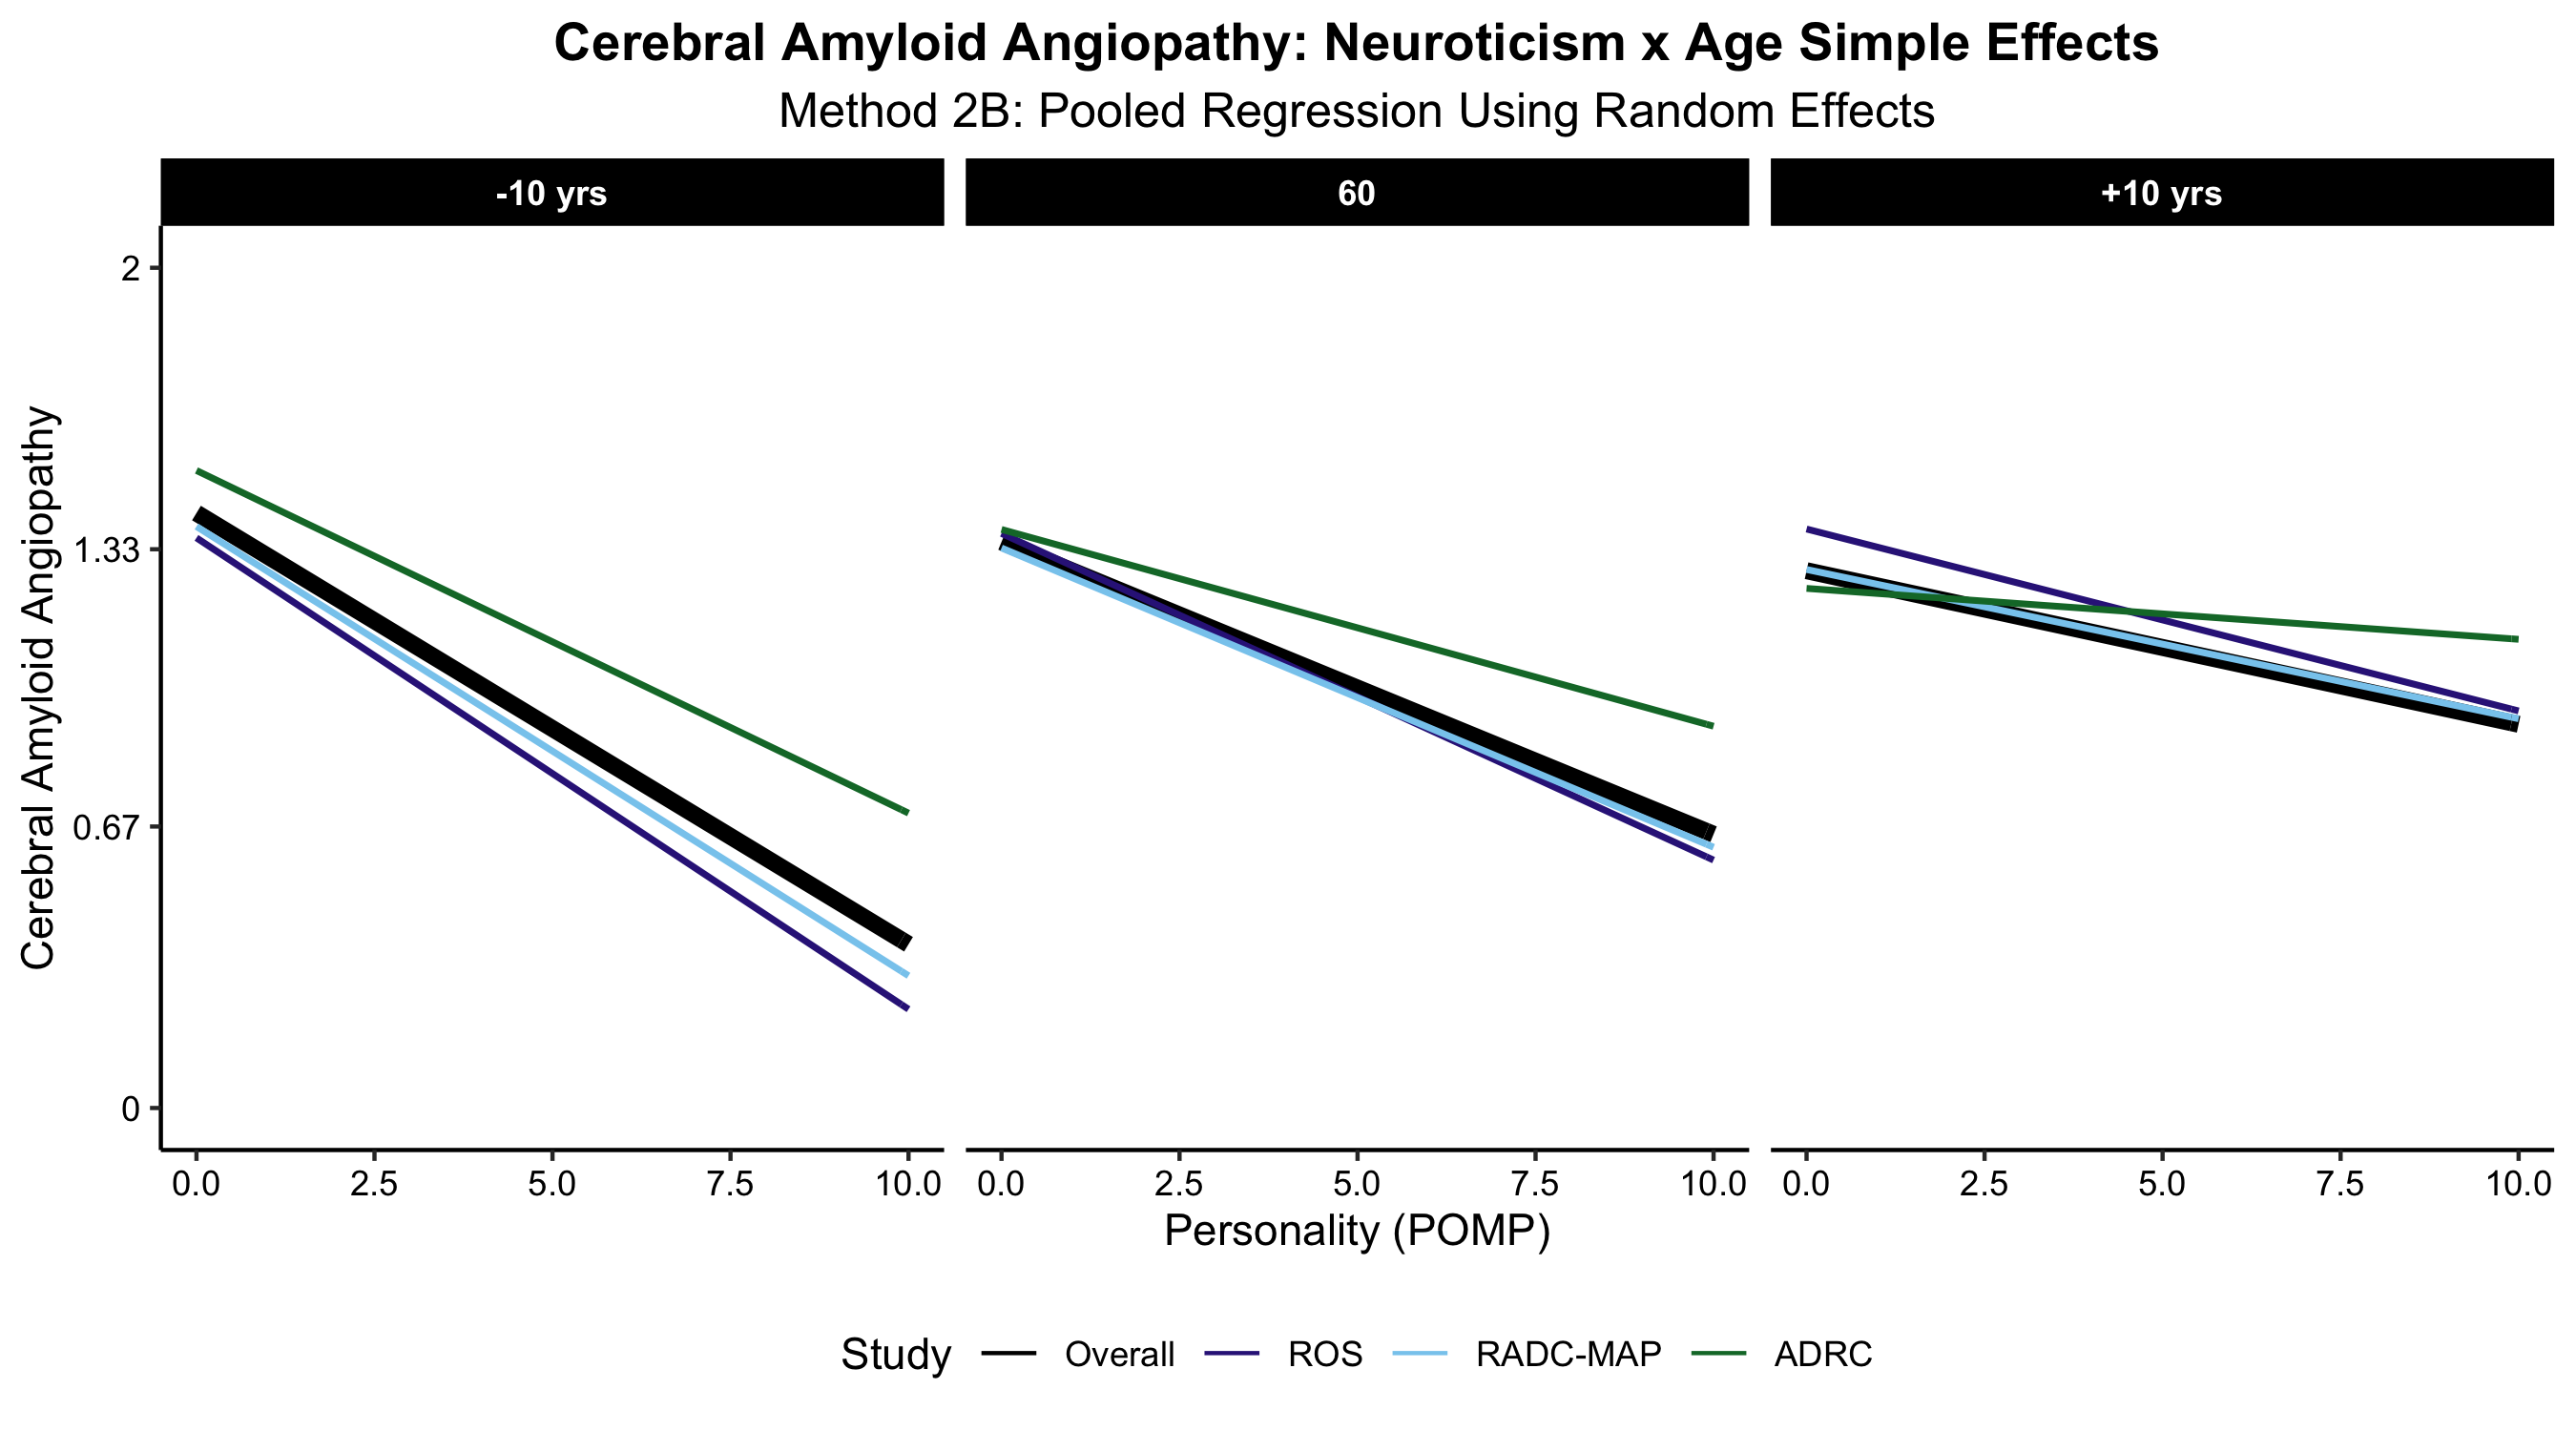 Cerebral Amyloid Angiopathy: Neuroticism x Age Simple Effects
Method 2B: Pooled Regression Using Random Effects
-10 yrs
60
+10 yrs
Cerebral Amyloid Angiopathy
2
1.33
0.67
0
0.0 2.5 5.0 7.5 10.0
0.0 2.5 5.0 7.5 10.0
0.0 2.5 5.0 7.5 10.0
Personality (POMP)
Study Overall ROS RADC-MAP ADRC